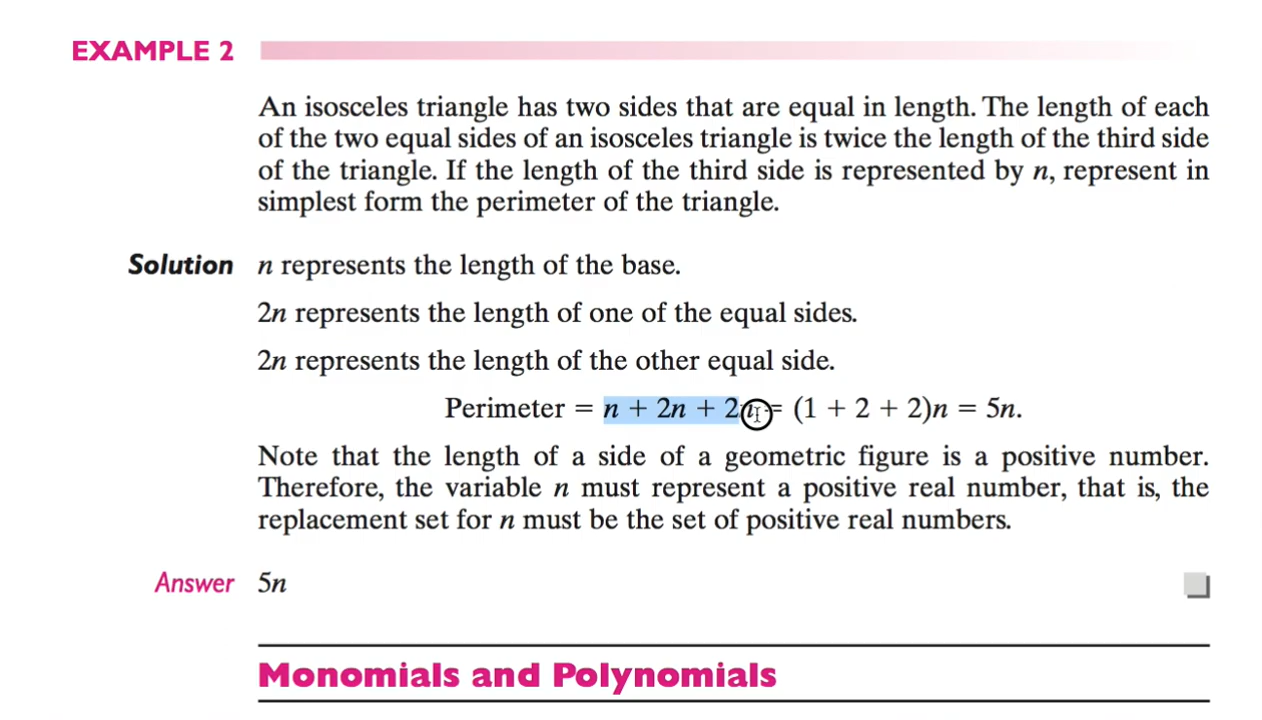 EXAMPLE 2
An isosceles triangle has two sides that are equal in length. The length of each
of the two equal sides of an isosceles triangle is twice the length of the third side
of the triangle. If the length of the third side is represented by n, represent in
simplest form the perimeter of the triangle.
Solution n represents the length of the base.
2n represents the length of one of the equal sides.
2n represents the length of the other equal side.
Perimeter = n + 2n + 2n = (1 + 2 + 2)n = 5n.
Note that the length of a side of a geometric figure is a positive number.
Therefore, the variable n must represent a positive real number, that is, the
replacement set for n must be the set of positive real numbers.
Answer 5n
Monomials and Polynomials